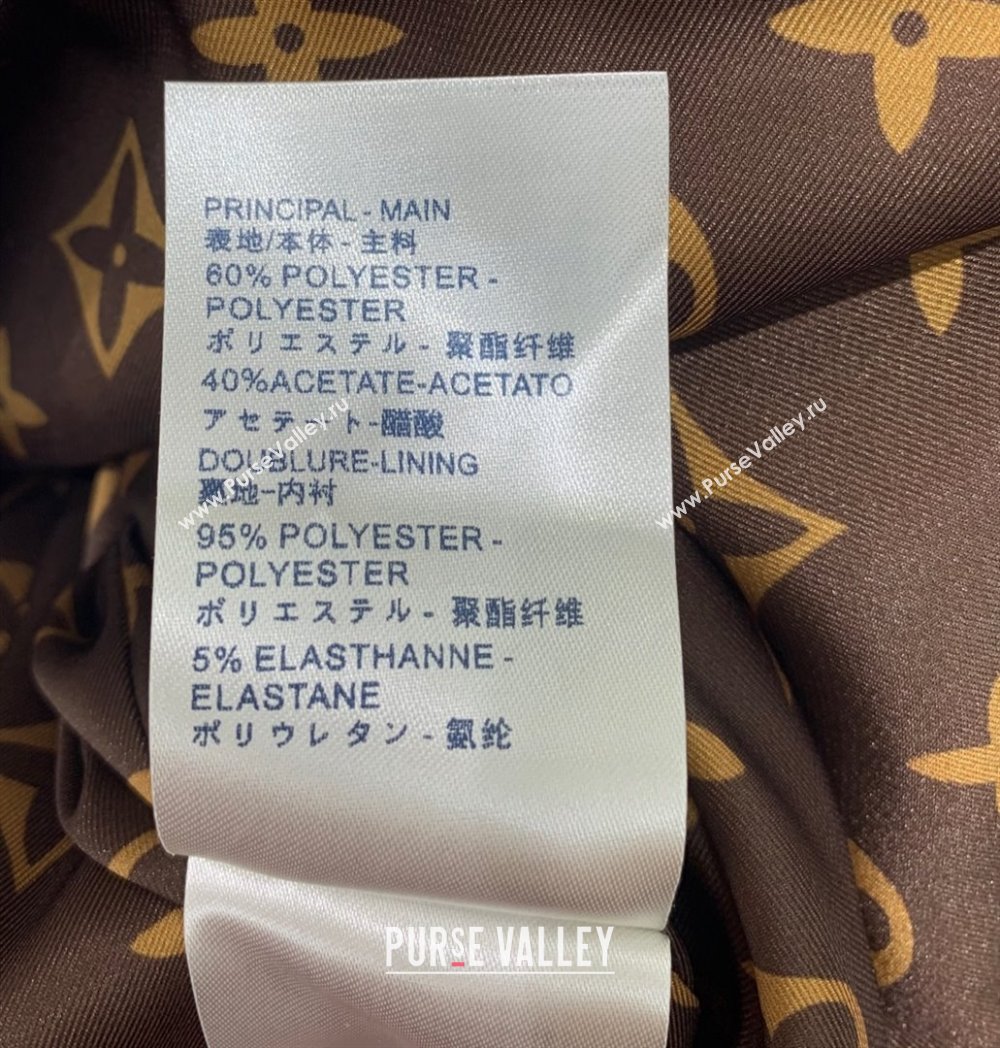 PRINCIPAL - MAIN
表地/本体 - 主料
60% POLYESTER -
POLYESTER
ポリエステル - 聚酯纤维
40%ACETATE-ACETATO
アセテート-醋酸
DOUBLURE-LINING
裏地-内衬
95% POLYESTER -
POLYESTER
ポリエステル - 聚酯纤维
5% ELASTHANNE -
ELASTANE
ポリウレタン - 氨纶
www.PurseValley.ru
www.PurseValley.ru
PURSE VALLEY